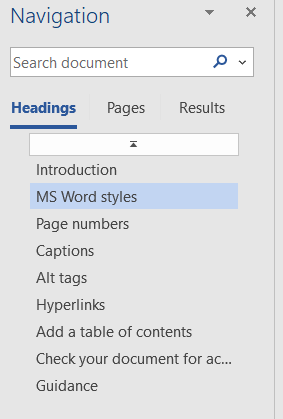 Navigation
Search document
Headings Pages Results
Introduction
MS Word styles
Page numbers
Captions
Alt tags
Hyperlinks
Add a table of contents
Check your document for ac...
Guidance